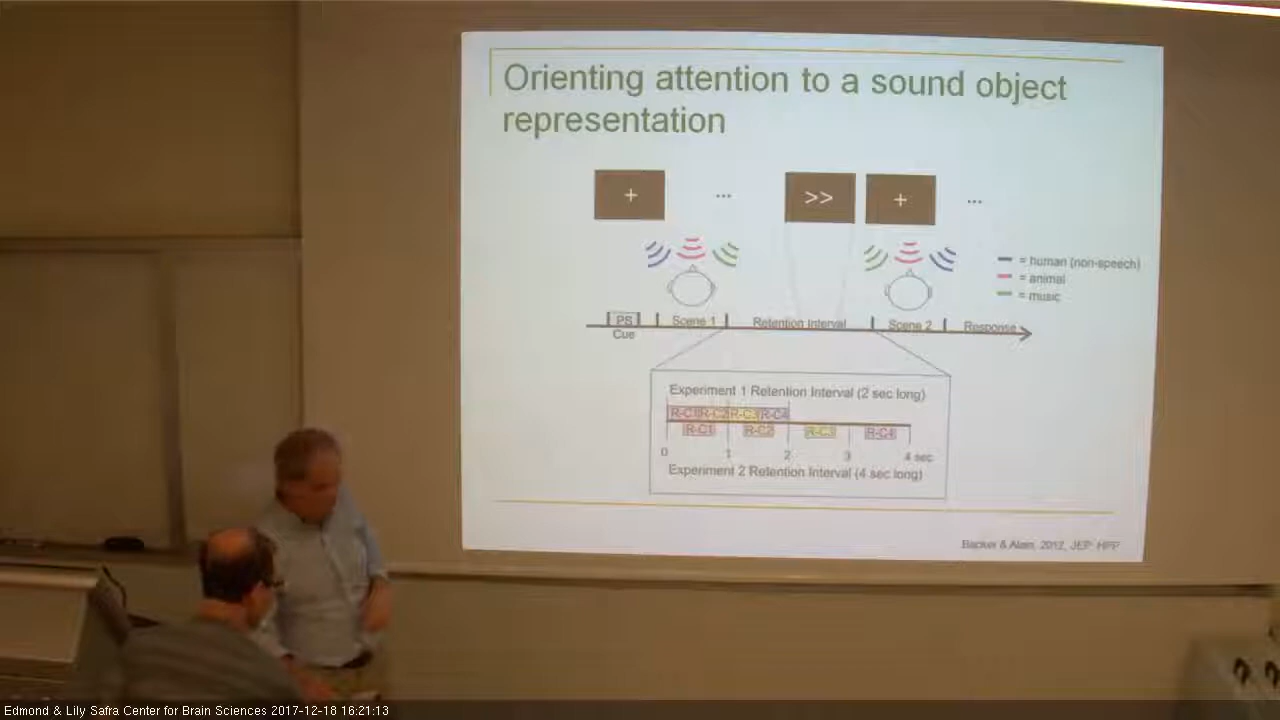 Orienting attention to a sound object
representation
+ ... >> + ...
= human (non-speech)
= animal
= music
PS Scene 1 Retention Interval Scene 2 Response
Cue
Experiment 1 Retention Interval (2 sec long)
R-C1 R-C2 R-C3 R-C4
R-C1 R-C2 R-C3 R-C4
0 1 2 3 4 sec
Experiment 2 Retention Interval (4 sec long)
Backer & Alain, 2012, JEP: HPP
Edmond & Lily Safra Center for Brain Sciences 2017-12-18 16:21:13